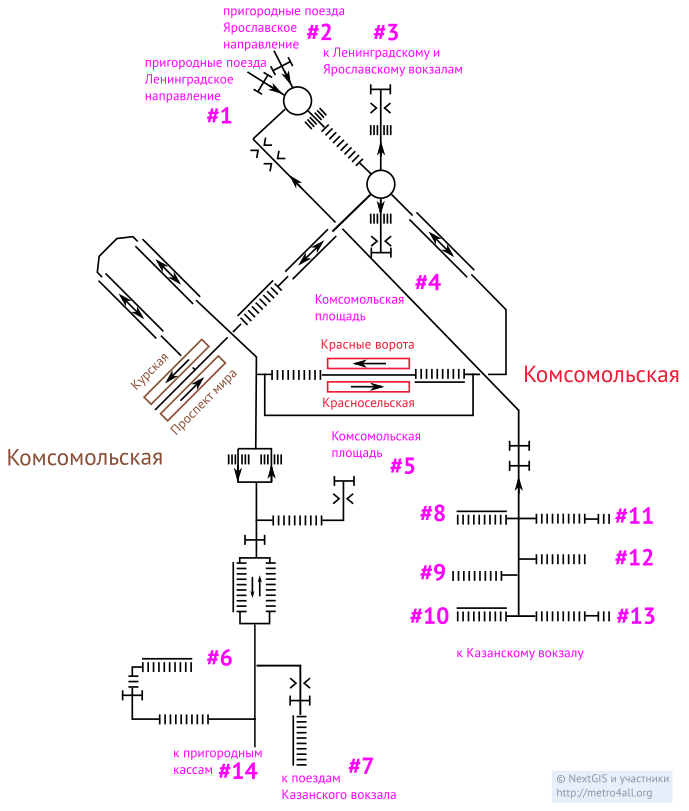 пригородные поезда
Ярославское
направление
#2
#3
к Ленинградскому и
Ярославскому вокзалам
пригородные поезда
Ленинградское
направление
#1
#4
Комсомольская
площадь
Красные ворота
Красносельская
Комсомольская
Курская
Проспект мира
Комсомольская
Комсомольская
площадь
#5
#8
#11
#12
#9
#10
#13
к Казанскому вокзалу
#6
к пригородным
кассам
#14
#7
к поездам
Казанского вокзала
© NextGIS и участники
http://metro4all.org